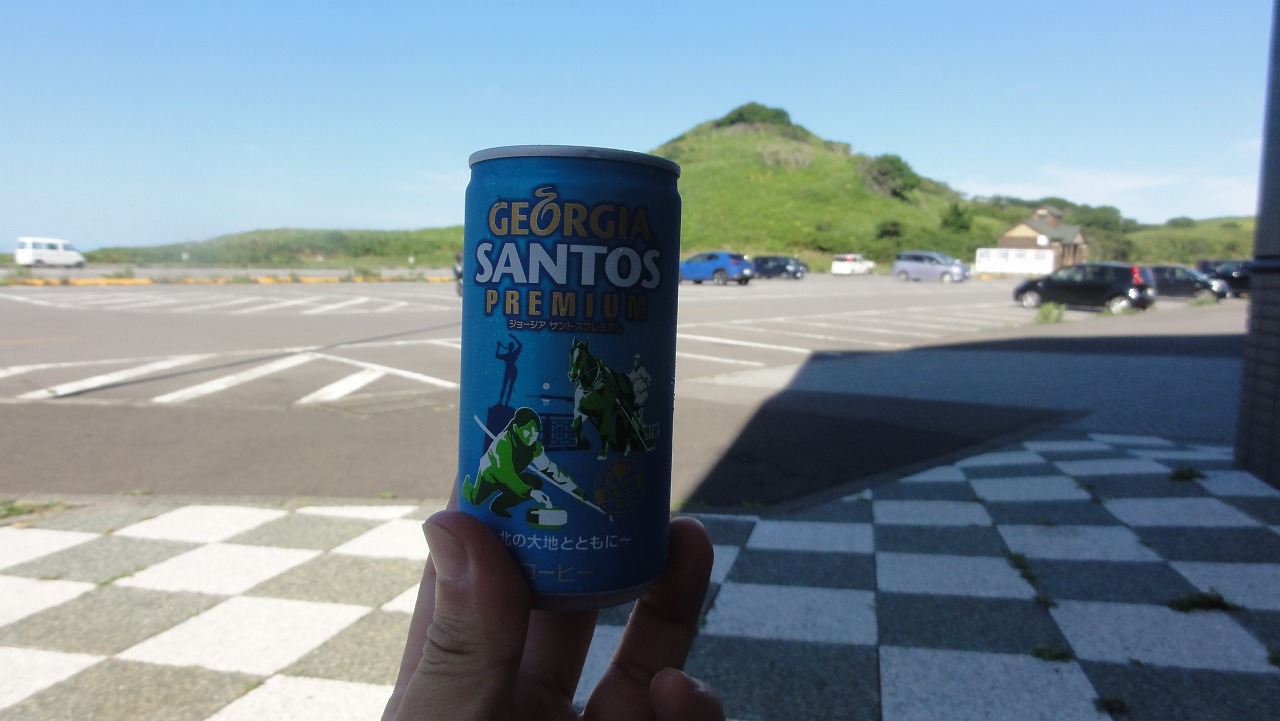 GEORGIA
SANTOS
PREMIUM
ジョージア サントスプレミアム
北の大地とともに～
コーヒー